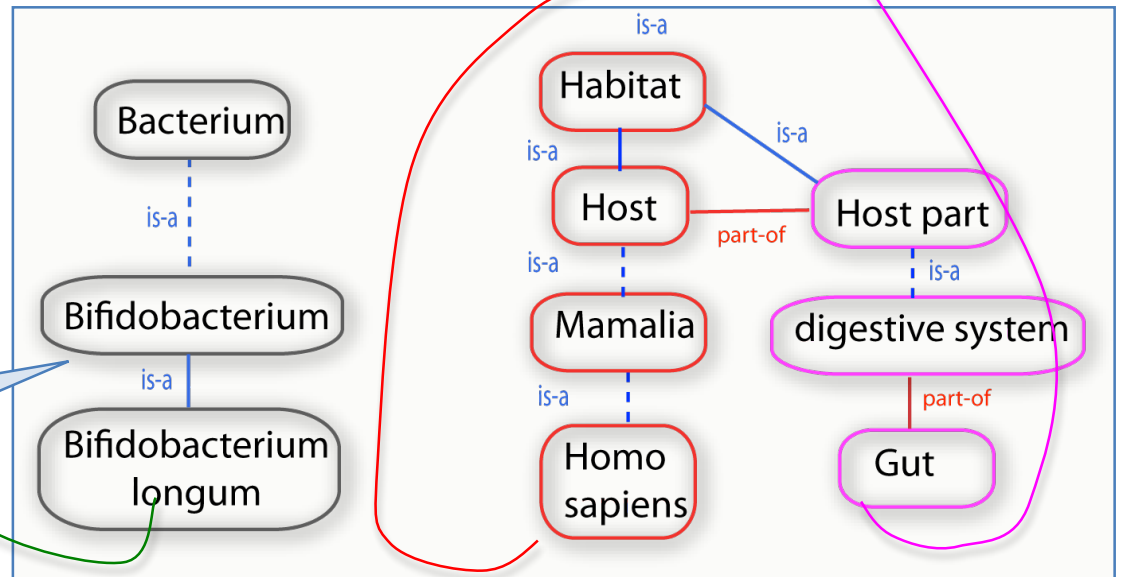 is-a
Habitat
Bacterium
is-a
is-a
Host
Host part
is-a
part-of
is-a
is-a
Bifidobacterium
Mamalia
digestive system
is-a
is-a
part-of
Bifidobacterium
longum
Homo
sapiens
Gut